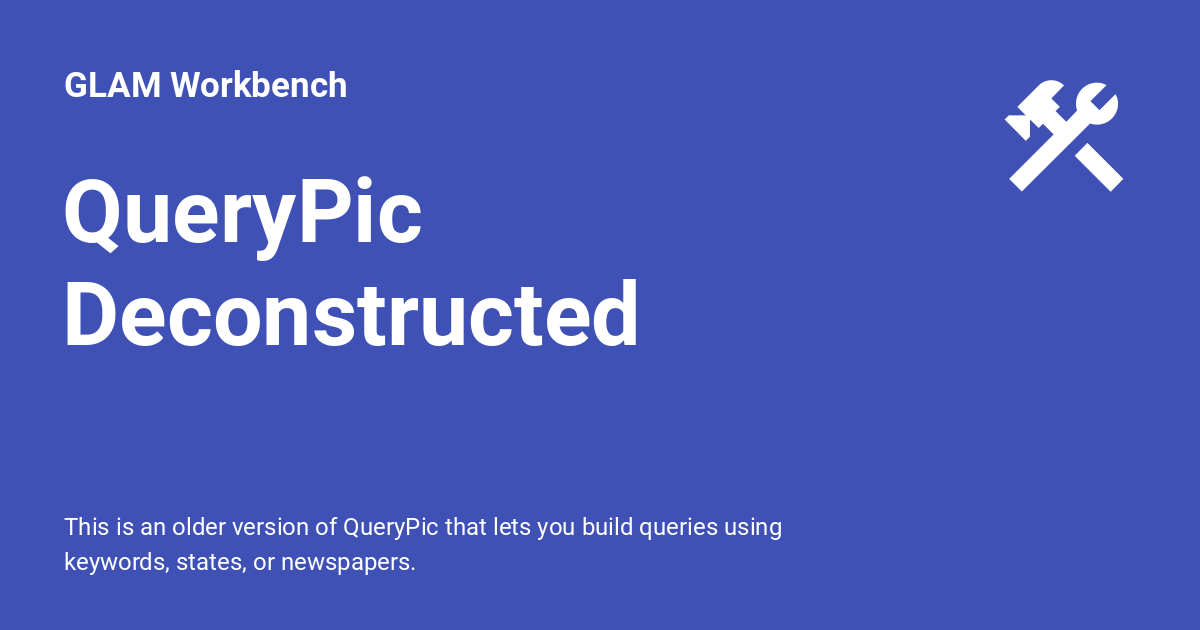 GLAM Workbench
QueryPic
Deconstructed
This is an older version of QueryPic that lets you build queries using
keywords, states, or newspapers.